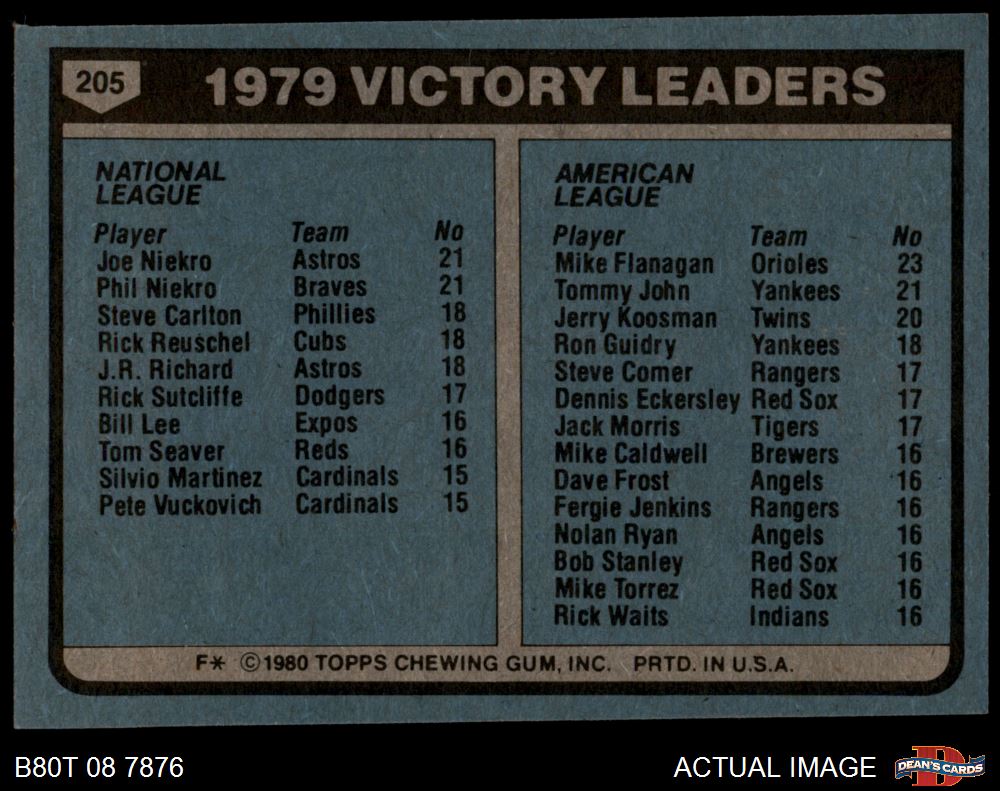 205 1979 VICTORY LEADERS
NATIONAL
LEAGUE
Player Team No
Joe Niekro Astros 21
Phil Niekro Braves 21
Steve Carlton Phillies 18
Rick Reuschel Cubs 18
J.R. Richard Astros 18
Rick Sutcliffe Dodgers 17
Bill Lee Expos 16
Tom Seaver Reds 16
Silvio Martinez Cardinals 15
Pete Vuckovich Cardinals 15
AMERICAN
LEAGUE
Player Team No
Mike Flanagan Orioles 23
Tommy John Yankees 21
Jerry Koosman Twins 20
Ron Guidry Yankees 18
Steve Comer Rangers 17
Dennis Eckersley Red Sox 17
Jack Morris Tigers 17
Mike Caldwell Brewers 16
Dave Frost Angels 16
Fergie Jenkins Rangers 16
Nolan Ryan Angels 16
Bob Stanley Red Sox 16
Mike Torrez Red Sox 16
Rick Waits Indians 16
F* ©1980 TOPPS CHEWING GUM, INC. PRTD. IN U.S.A.
B80T 08 7876 ACTUAL IMAGE D DEAN'S CARDS